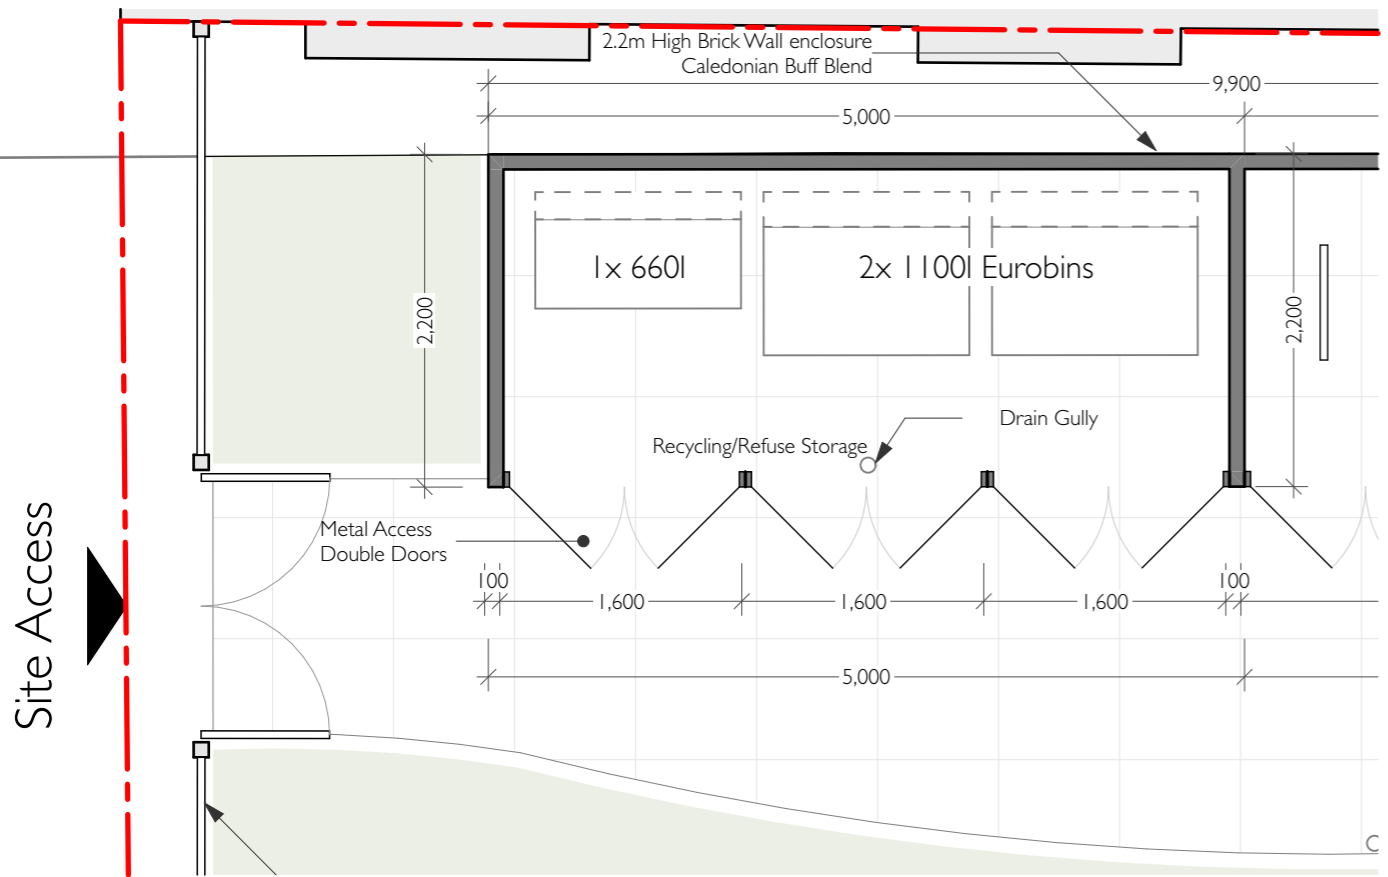 2.2m High Brick Wall enclosure
Caledonian Buff Blend
9,900
5,000
2,200
1x 660l
2x 1100l Eurobins
2,200
Drain Gully
Recycling/Refuse Storage
Metal Access
Double Doors
Site Access
100
1,600
1,600
1,600
100
5,000